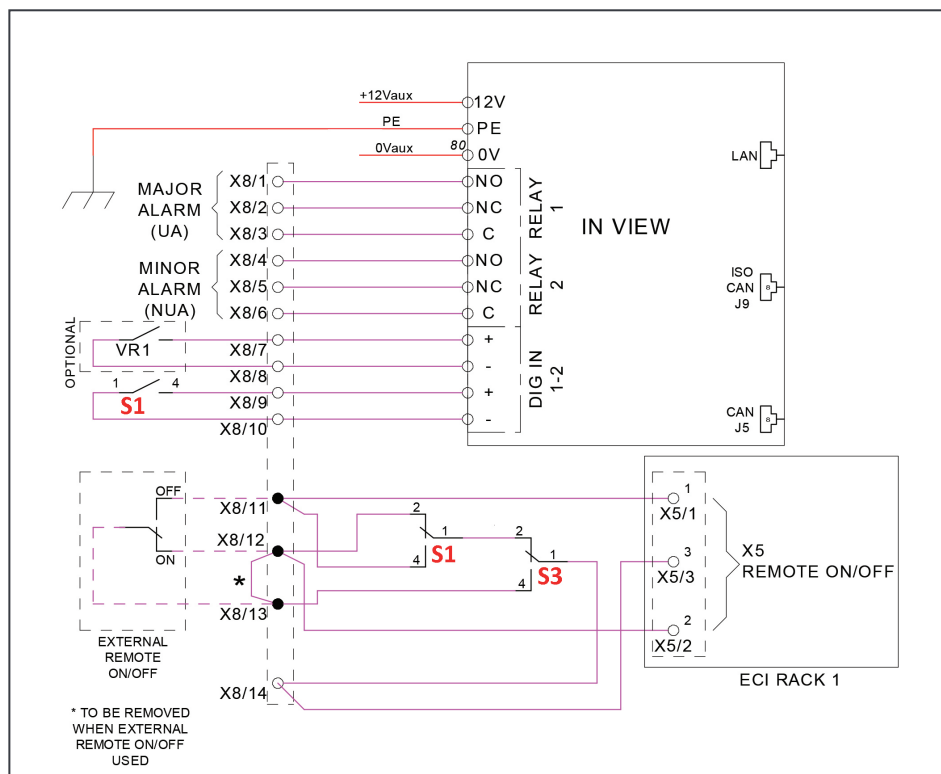 +12Vaux
12V
PE
PE
0Vaux
80
0V
LAN
MAJOR
ALARM
(UA)
X8/1
X8/2
X8/3
NO
NC
C
RELAY
1
IN VIEW
MINOR
ALARM
(NUA)
X8/4
X8/5
X8/6
NO
NC
C
RELAY
2
ISO
CAN
J9
8
OPTIONAL
VR1
X8/7
X8/8
+
-
DIG IN
1-2
1
4
S1
X8/9
X8/10
+
-
CAN
J5
8
OFF
ON
X8/11
X8/12
*
X8/13
X8/14
EXTERNAL
REMOTE
ON/OFF
2
1
4
S1
2
1
4
S3
1
X5/1
3
X5/3
2
X5/2
X5
REMOTE ON/OFF
ECI RACK 1
* TO BE REMOVED
WHEN EXTERNAL
REMOTE ON/OFF
USED